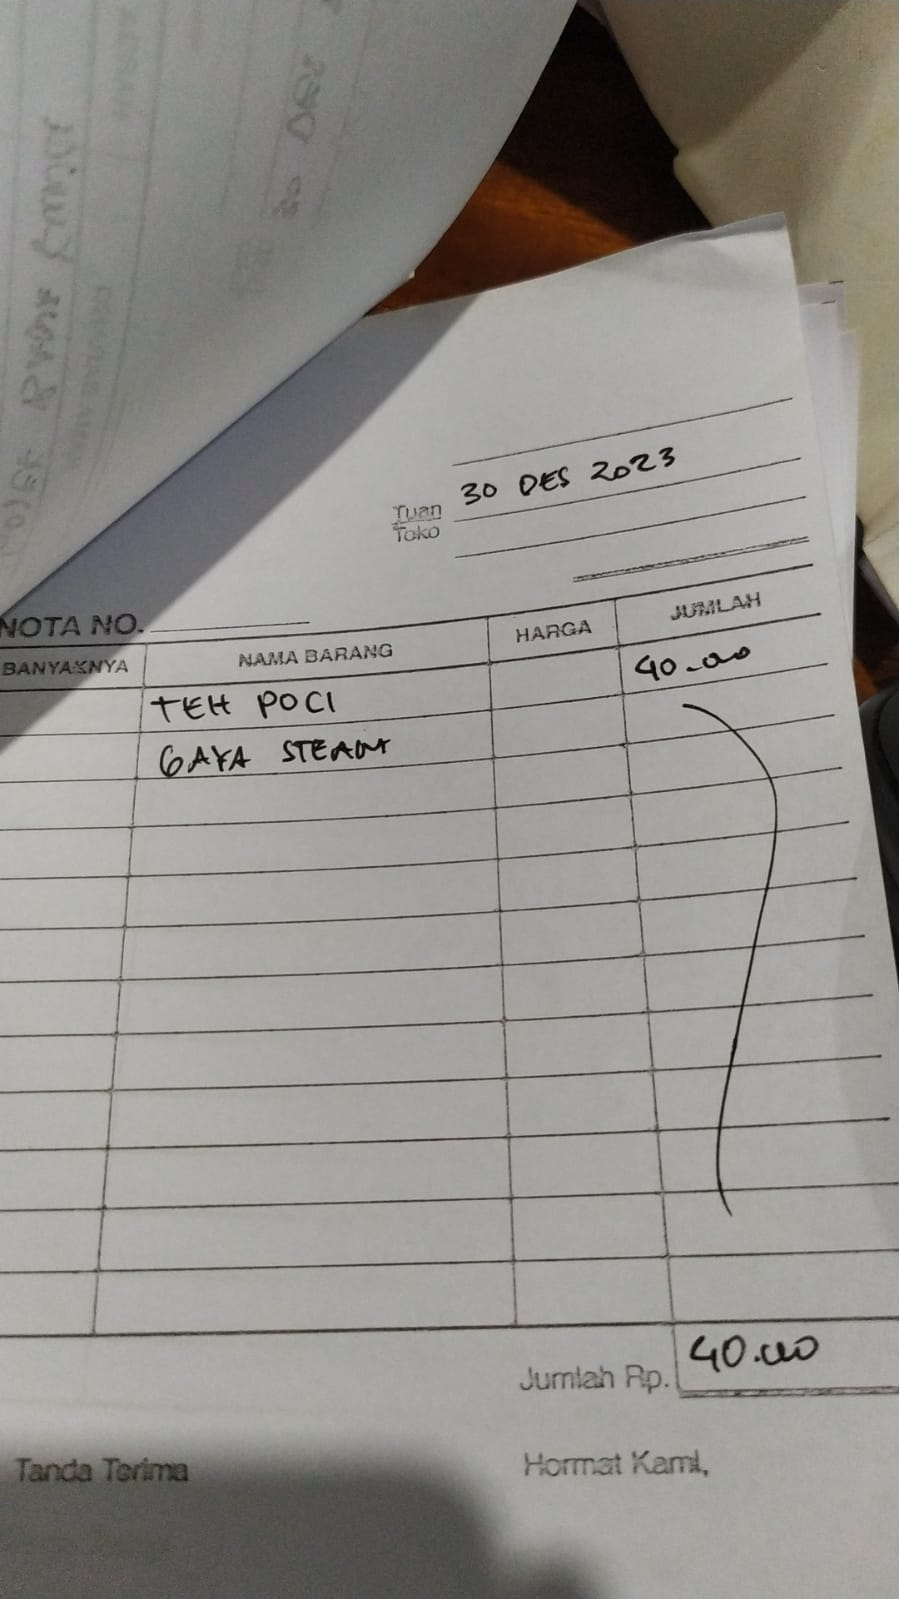 30 DES 2023
Tuan
Toko
NOTA NO.
BANYAKNYA NAMA BARANG HARGA JUMLAH
TEH POCI 40.000
GAYA STEAM
Jumlah Rp. 40.000
Tanda Terima Hormat Kami,